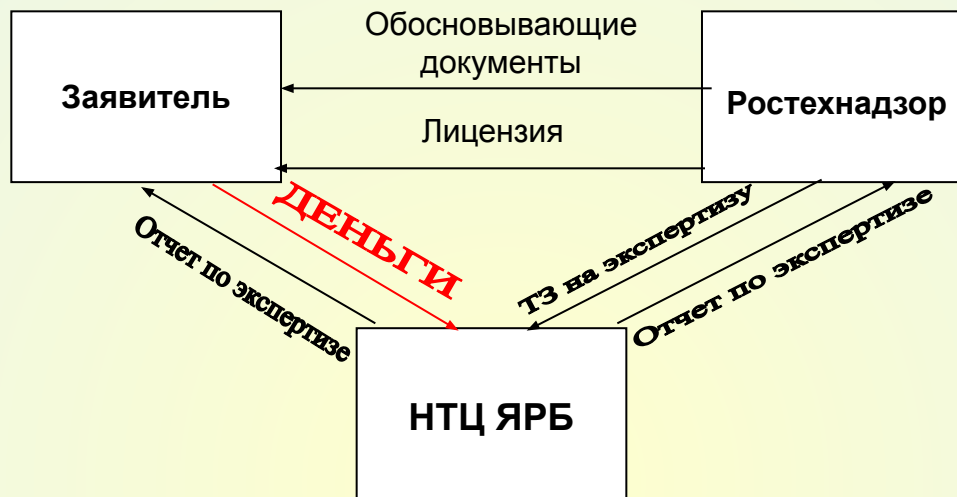 Обосновывающие
документы
Заявитель
Ростехнадзор
Лицензия
ДЕНЬГИ
Отчет по экспертизе
ТЗ на экспертизу
Отчет по экспертизе
НТЦ ЯРБ